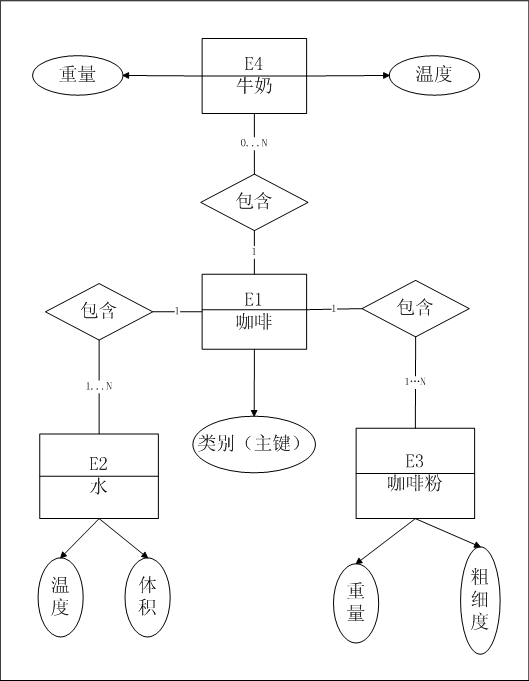 E4
牛奶
重量
温度
0...N
包含
1
E1
咖啡
包含
1
1
包含
1...N
1…N
类别（主键）
E2
水
E3
咖啡粉
温度
体积
重量
粗细度